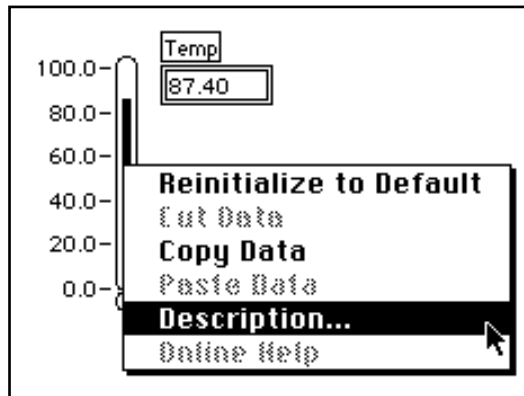 Temp
87.40
100.0
80.0
60.0
40.0
20.0
0.0
Reinitialize to Default
Cut Data
Copy Data
Paste Data
Description...
Online Help